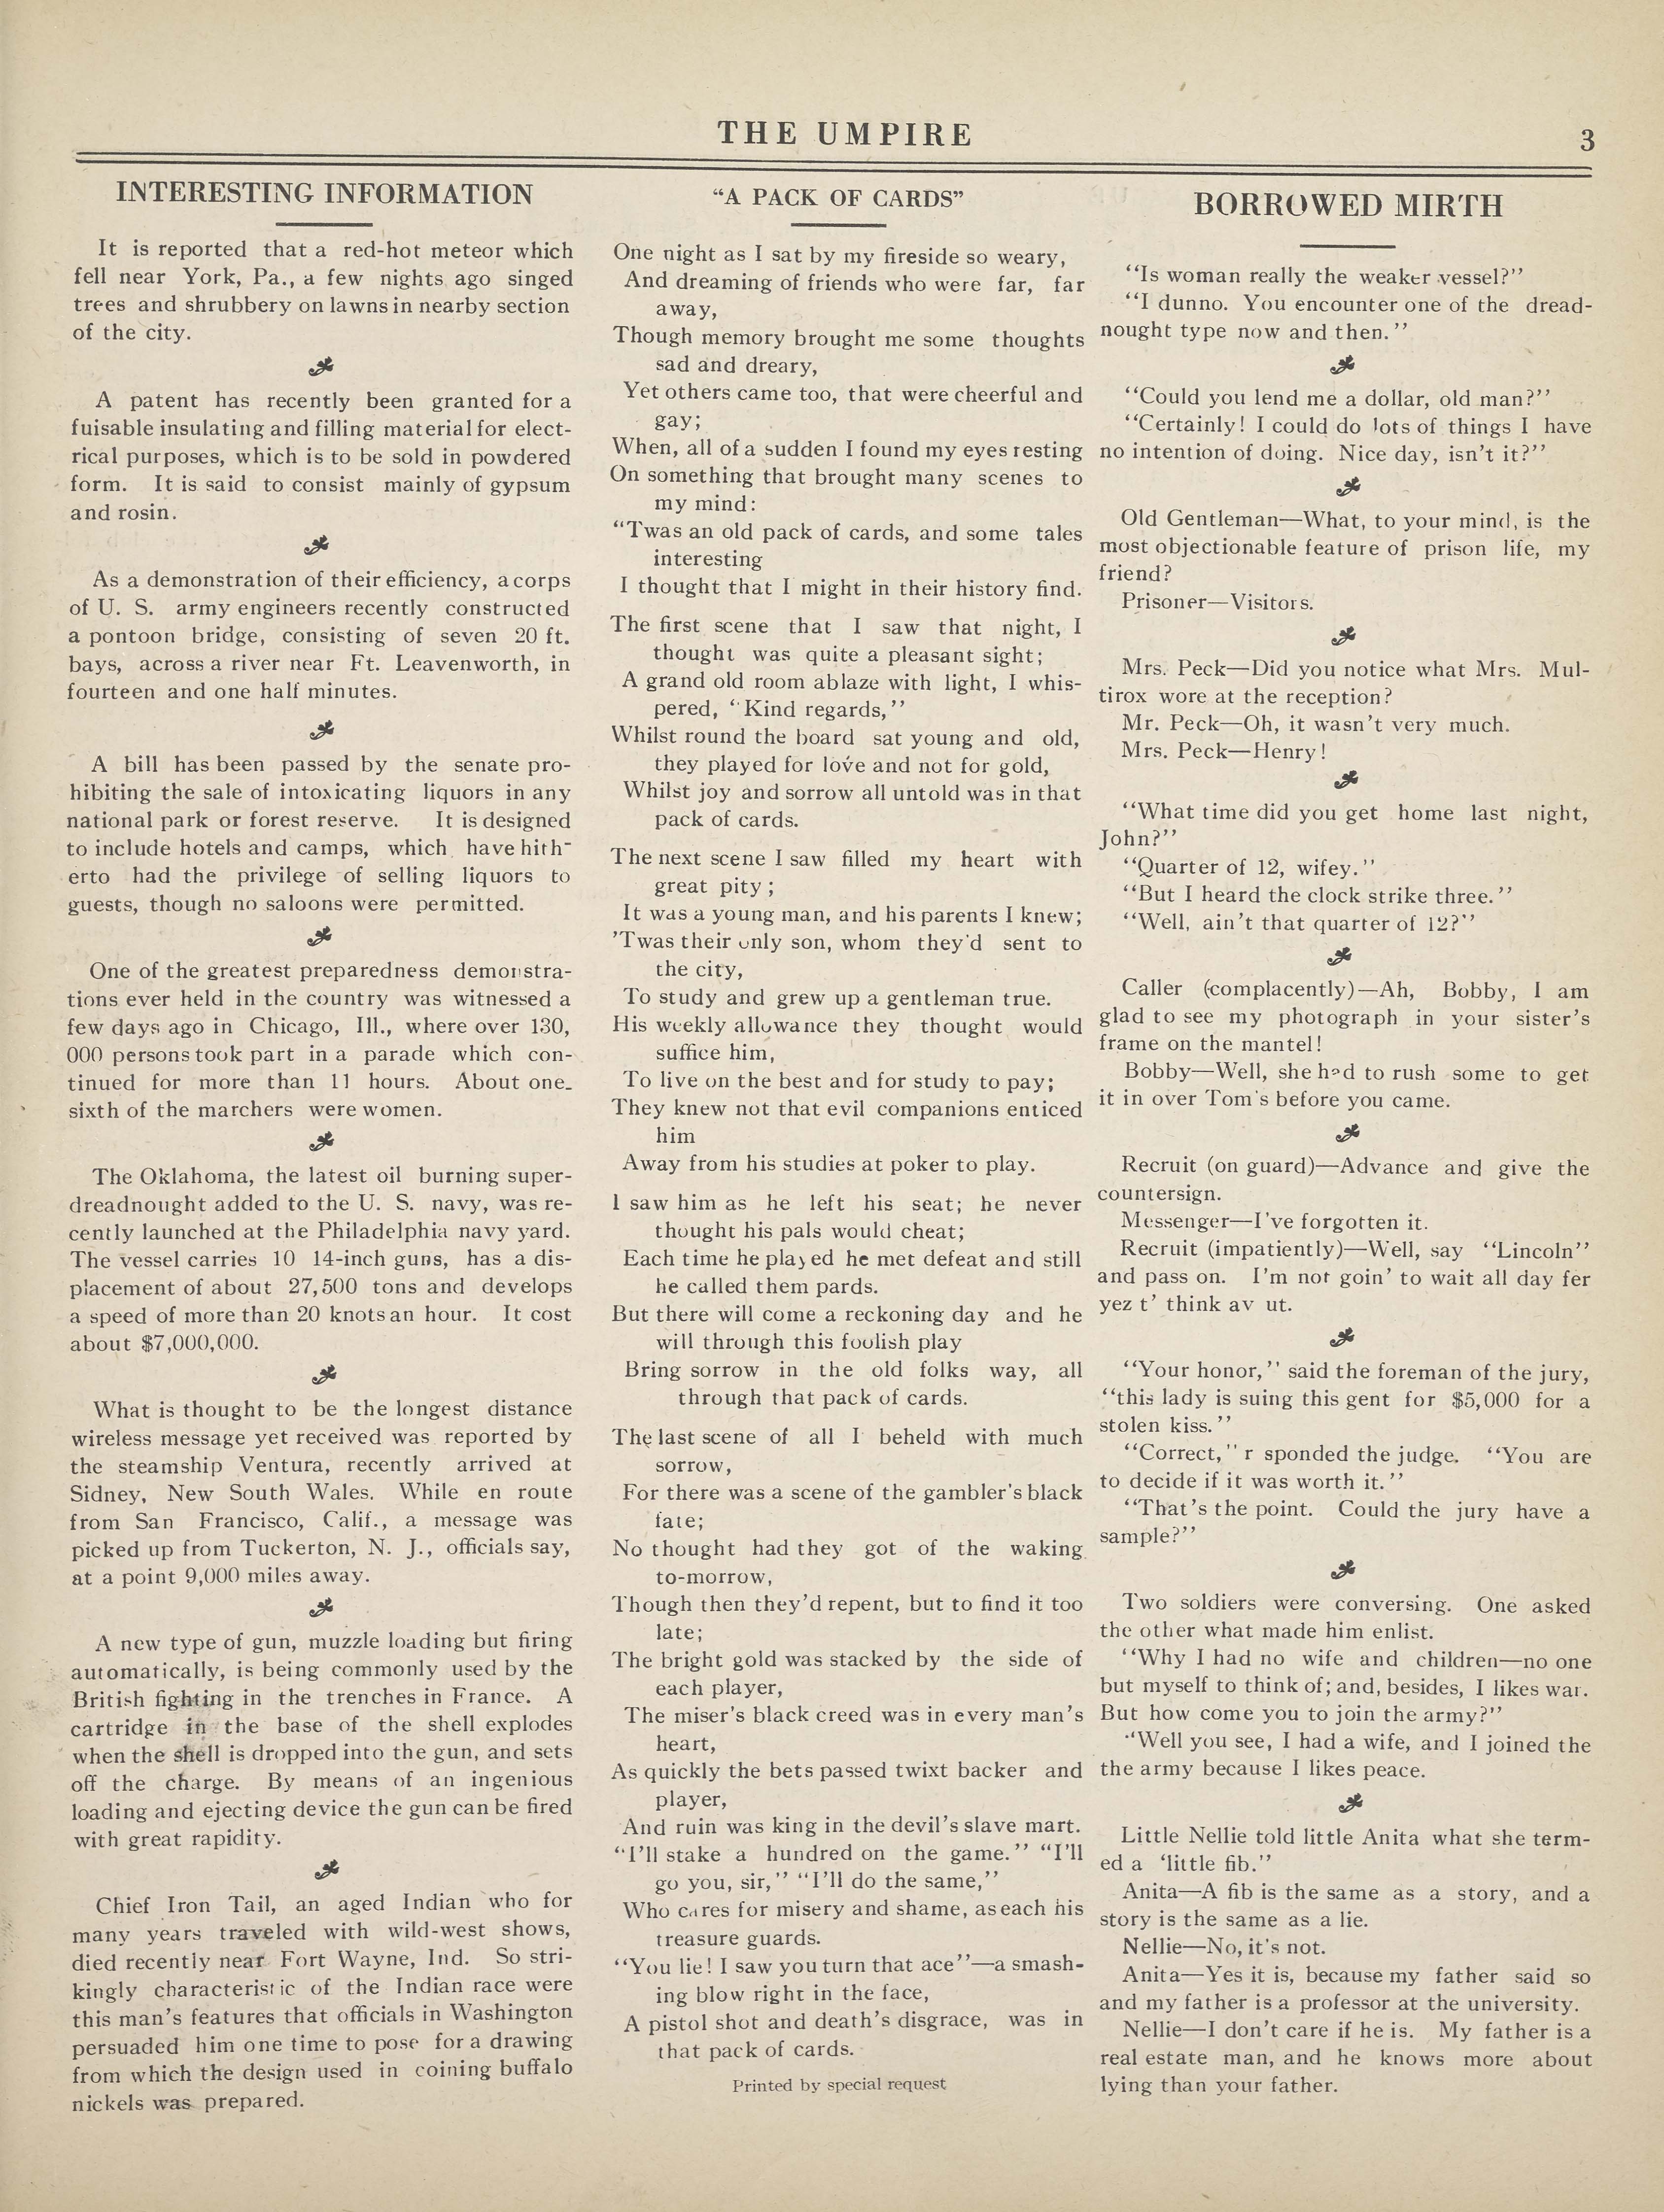 THE UMPIRE
3
INTERESTING INFORMATION
It is reported that a red-hot meteor which
fell near York, Pa., a few nights ago singed
trees and shrubbery on lawns in nearby section
of the city.
A patent has recently been granted for a
fuisable insulating and filling material for elect-
rical purposes, which is to be sold in powdered
form. It is said to consist mainly of gypsum
and rosin.
As a demonstration of their efficiency, a corps
of U. S. army engineers recently constructed
a pontoon bridge, consisting of seven 20 ft.
bays, across a river near Ft. Leavenworth, in
fourteen and one half minutes.
A bill has been passed by the senate pro-
hibiting the sale of intoxicating liquors in any
national park or forest reserve. It is designed
to include hotels and camps, which have hith-
erto had the privilege of selling liquors to
guests, though no saloons were permitted.
One of the greatest preparedness demonstra-
tions ever held in the country was witnessed a
few days ago in Chicago, Ill., where over 130,
000 persons took part in a parade which con-
tinued for more than 11 hours. About one-
sixth of the marchers were women.
The Oklahoma, the latest oil burning super-
dreadnought added to the U. S. navy, was re-
cently launched at the Philadelphia navy yard.
The vessel carries 10 14-inch guns, has a dis-
placement of about 27,500 tons and develops
a speed of more than 20 knots an hour. It cost
about $7,000,000.
What is thought to be the longest distance
wireless message yet received was reported by
the steamship Ventura, recently arrived at
Sidney, New South Wales. While en route
from San Francisco, Calif., a message was
picked up from Tuckerton, N. J., officials say,
at a point 9,000 miles away.
A new type of gun, muzzle loading but firing
automatically, is being commonly used by the
British fighting in the trenches in France. A
cartridge in the base of the shell explodes
when the shell is dropped into the gun, and sets
off the charge. By means of an ingenious
loading and ejecting device the gun can be fired
with great rapidity.
Chief Iron Tail, an aged Indian who for
many years traveled with wild-west shows,
died recently near Fort Wayne, Ind. So stri-
kingly characteristic of the Indian race were
this man's features that officials in Washington
persuaded him one time to pose for a drawing
from which the design used in coining buffalo
nickels was prepared.
"A PACK OF CARDS"
One night as I sat by my fireside so weary,
And dreaming of friends who were far, far
away,
Though memory brought me some thoughts
sad and dreary,
Yet others came too, that were cheerful and
gay;
When, all of a sudden I found my eyes resting
On something that brought many scenes to
my mind:
"Twas an old pack of cards, and some tales
interesting
I thought that I might in their history find.
The first scene that I saw that night, I
thought was quite a pleasant sight;
A grand old room ablaze with light, I whis-
pered, "Kind regards,"
Whilst round the board sat young and old,
they played for love and not for gold,
Whilst joy and sorrow all untold was in that
pack of cards.
The next scene I saw filled my heart with
great pity;
It was a young man, and his parents I knew;
'Twas their only son, whom they'd sent to
the city,
To study and grew up a gentleman true.
His weekly allowance they thought would
suffice him,
To live on the best and for study to pay;
They knew not that evil companions enticed
him
Away from his studies at poker to play.
I saw him as he left his seat; he never
thought his pals would cheat;
Each time he played he met defeat and still
he called them pards.
But there will come a reckoning day and he
will through this foolish play
Bring sorrow in the old folks way, all
through that pack of cards.
The last scene of all I beheld with much
sorrow,
For there was a scene of the gambler's black
fate;
No thought had they got of the waking
to-morrow,
Though then they'd repent, but to find it too
late;
The bright gold was stacked by the side of
each player,
The miser's black creed was in every man's
heart,
As quickly the bets passed twixt backer and
player,
And ruin was king in the devil's slave mart.
"I'll stake a hundred on the game." "I'll
go you, sir," "I'll do the same,"
Who cares for misery and shame, as each his
treasure guards.
"You lie! I saw you turn that ace"—a smash-
ing blow right in the face,
A pistol shot and death's disgrace, was in
that pack of cards.
Printed by special request
BORROWED MIRTH
"Is woman really the weaker vessel?"
"I dunno. You encounter one of the dread-
nought type now and then."
"Could you lend me a dollar, old man?"
"Certainly! I could do lots of things I have
no intention of doing. Nice day, isn't it?"
Old Gentleman—What, to your mind, is the
most objectionable feature of prison life, my
friend?
Prisoner—Visitors.
Mrs. Peck—Did you notice what Mrs. Mul-
tirox wore at the reception?
Mr. Peck—Oh, it wasn't very much.
Mrs. Peck—Henry!
"What time did you get home last night,
John?"
"Quarter of 12, wifey."
"But I heard the clock strike three."
"Well, ain't that quarter of 12?"
Caller (complacently)—Ah, Bobby, I am
glad to see my photograph in your sister's
frame on the mantel!
Bobby—Well, she had to rush some to get
it in over Tom's before you came.
Recruit (on guard)—Advance and give the
countersign.
Messenger—I've forgotten it.
Recruit (impatiently)—Well, say "Lincoln"
and pass on. I'm not goin' to wait all day fer
yez t' think av ut.
"Your honor," said the foreman of the jury,
"this lady is suing this gent for $5,000 for a
stolen kiss."
"Correct," r sponded the judge. "You are
to decide if it was worth it."
"That's the point. Could the jury have a
sample?"
Two soldiers were conversing. One asked
the other what made him enlist.
"Why I had no wife and children—no one
but myself to think of; and, besides, I likes war.
But how come you to join the army?"
"Well you see, I had a wife, and I joined the
the army because I likes peace.
Little Nellie told little Anita what she term-
ed a 'little fib."
Anita—A fib is the same as a story, and a
story is the same as a lie.
Nellie—No, it's not.
Anita—Yes it is, because my father said so
and my father is a professor at the university.
Nellie—I don't care if he is. My father is a
real estate man, and he knows more about
lying than your father.